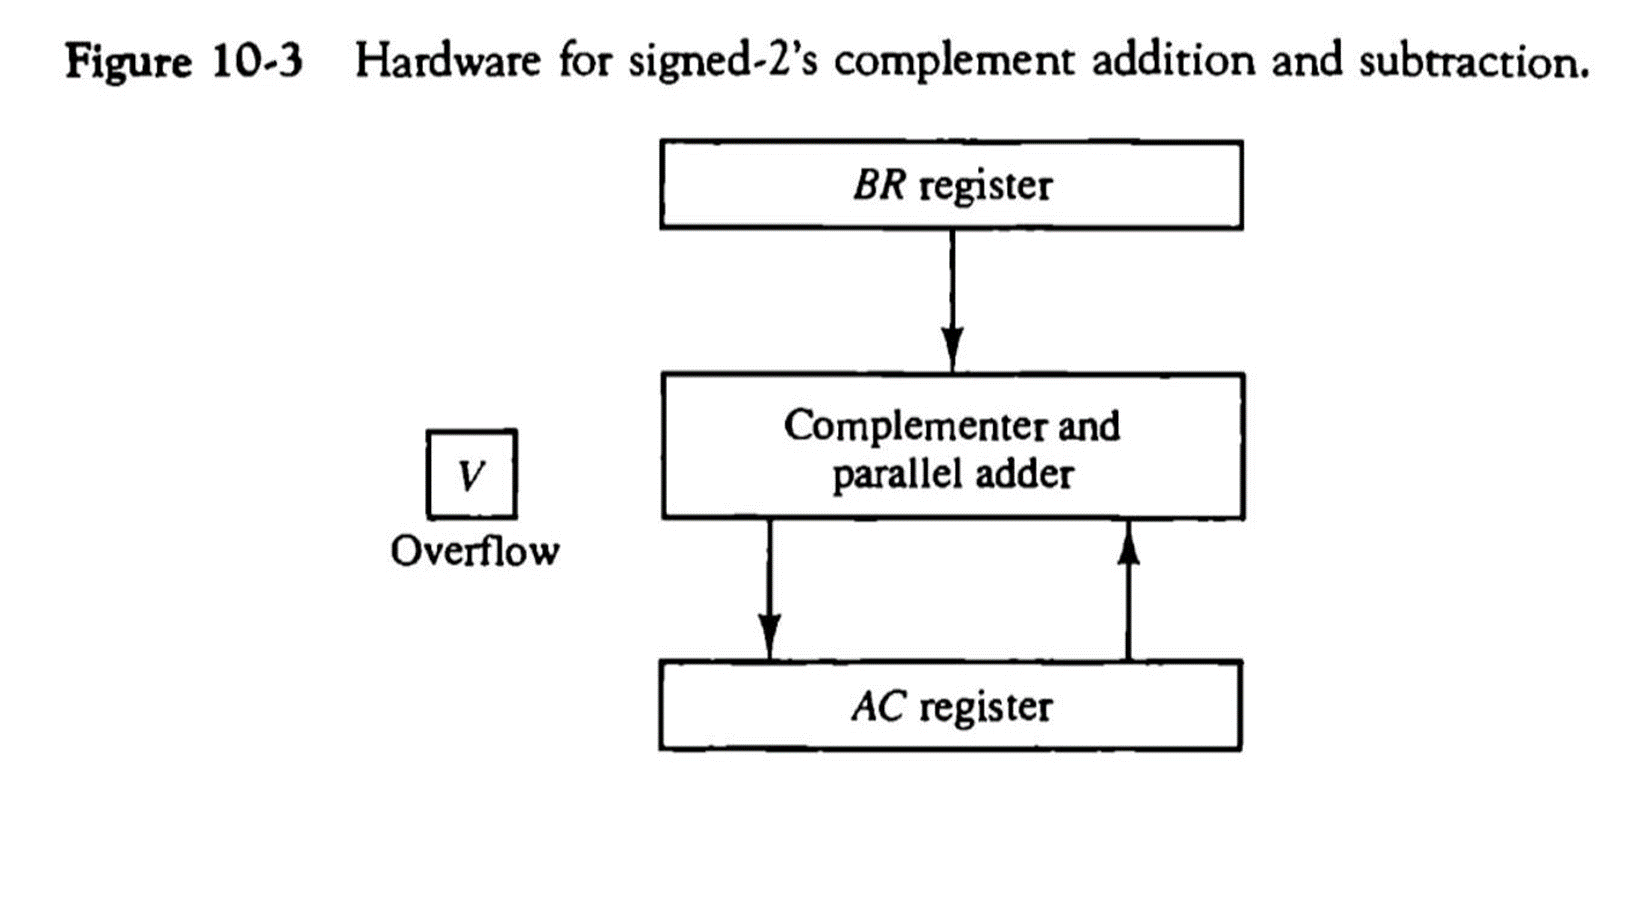 Figure 10-3 Hardware for signed-2's complement addition and subtraction.
BR register
Complementer and
parallel adder
V
Overflow
AC register